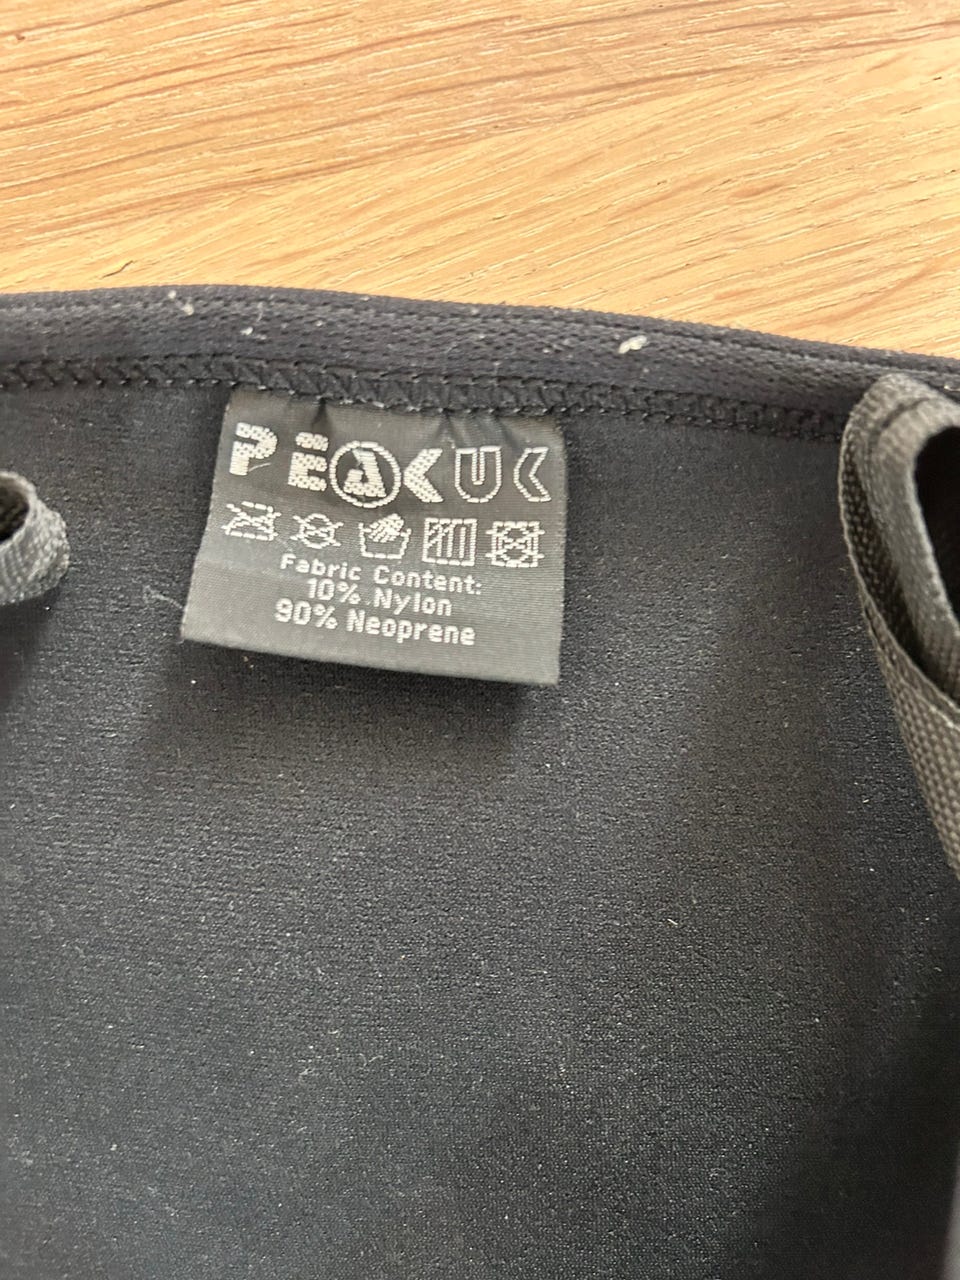 PEAK UK
Fabric Content:
10% Nylon
90% Neoprene